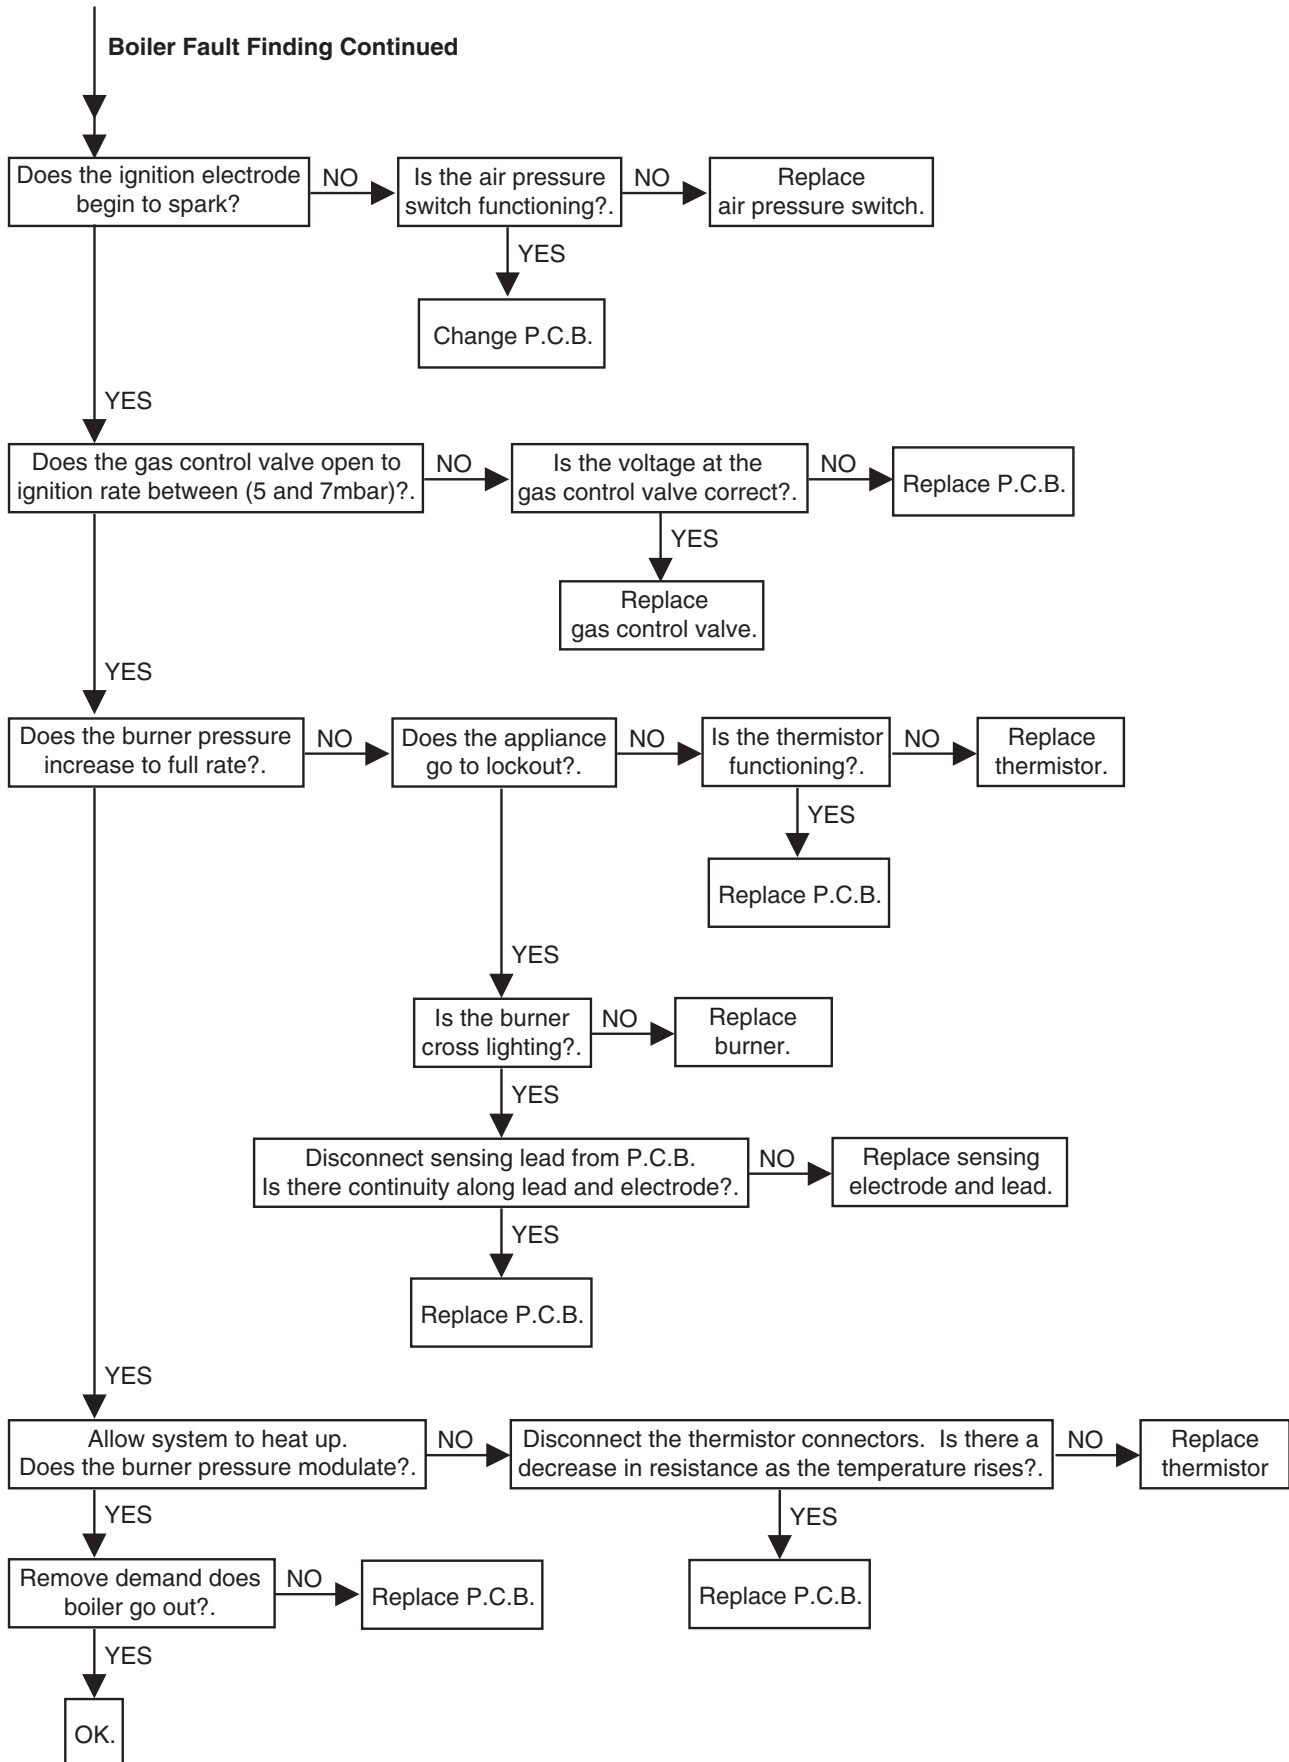 Boiler Fault Finding Continued
Does the ignition electrode
begin to spark?
NO
Is the air pressure
switch functioning?.
NO
Replace
air pressure switch.
YES
Change P.C.B.
YES
Does the gas control valve open to
ignition rate between (5 and 7mbar)?.
NO
Is the voltage at the
gas control valve correct?.
NO
Replace P.C.B.
YES
Replace
gas control valve.
YES
Does the burner pressure
increase to full rate?.
NO
Does the appliance
go to lockout?.
NO
Is the thermistor
functioning?.
NO
Replace
thermistor.
YES
Replace P.C.B.
YES
Is the burner
cross lighting?.
NO
Replace
burner.
YES
Disconnect sensing lead from P.C.B.
Is there continuity along lead and electrode?.
NO
Replace sensing
electrode and lead.
YES
Replace P.C.B.
YES
Allow system to heat up.
Does the burner pressure modulate?.
NO
Disconnect the thermistor connectors. Is there a
decrease in resistance as the temperature rises?.
NO
Replace
thermistor
YES
YES
Remove demand does
boiler go out?.
NO
Replace P.C.B.
Replace P.C.B.
YES
OK.